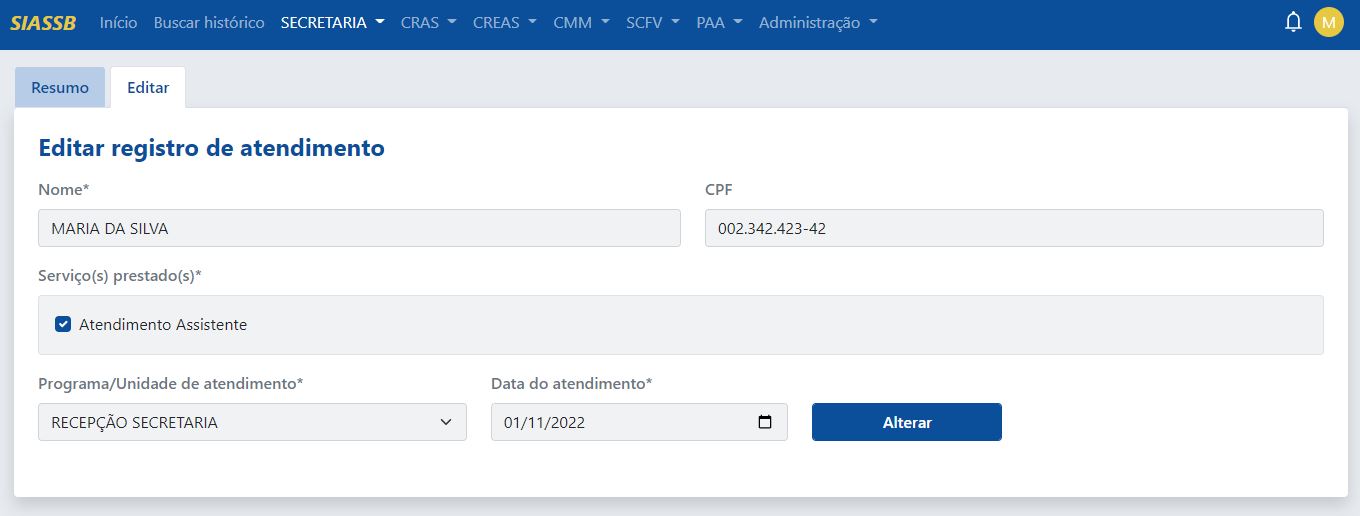 SIASSB Início Buscar histórico SECRETARIA CRAS CREAS CMM SCFV PAA Administração M
Resumo Editar
Editar registro de atendimento
Nome* CPF
MARIA DA SILVA 002.342.423-42
Serviço(s) prestado(s)*
Atendimento Assistente
Programa/Unidade de atendimento* Data do atendimento*
RECEPÇÃO SECRETARIA 01/11/2022 Alterar